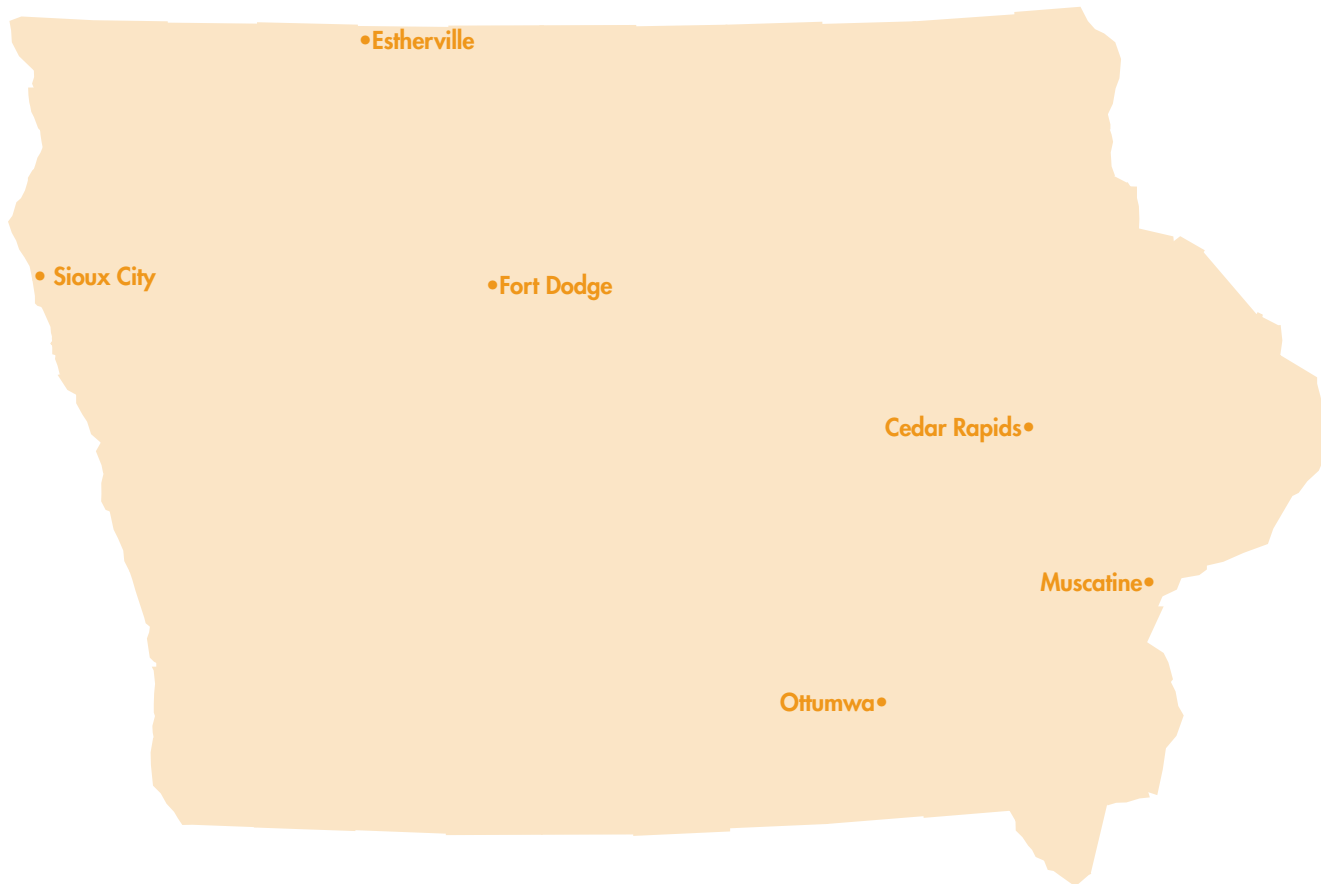 Estherville
Sioux City
Fort Dodge
Cedar Rapids
Muscatine
Ottumwa